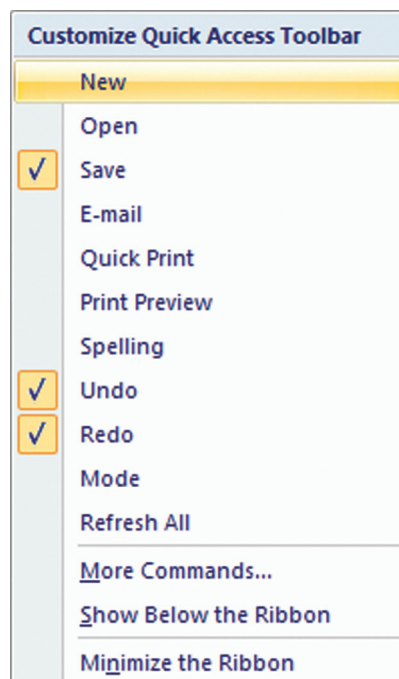 Customize Quick Access Toolbar
New
Open
Save
E-mail
Quick Print
Print Preview
Spelling
Undo
Redo
Mode
Refresh All
More Commands...
Show Below the Ribbon
Minimize the Ribbon